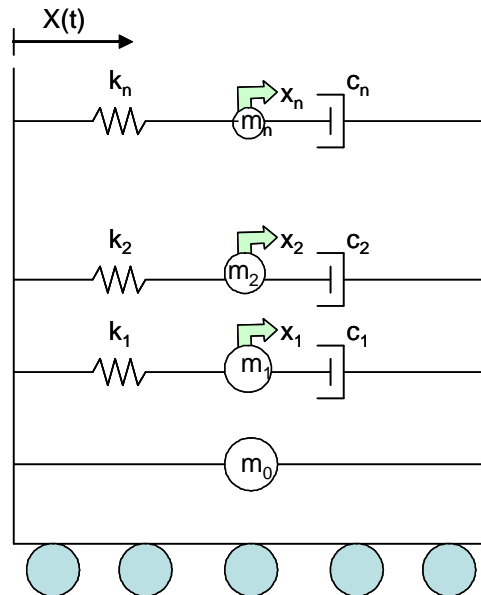 X(t)
kₙ mₙ xₙ cₙ
k₂ m₂ x₂ c₂
k₁ m₁ x₁ c₁
m₀